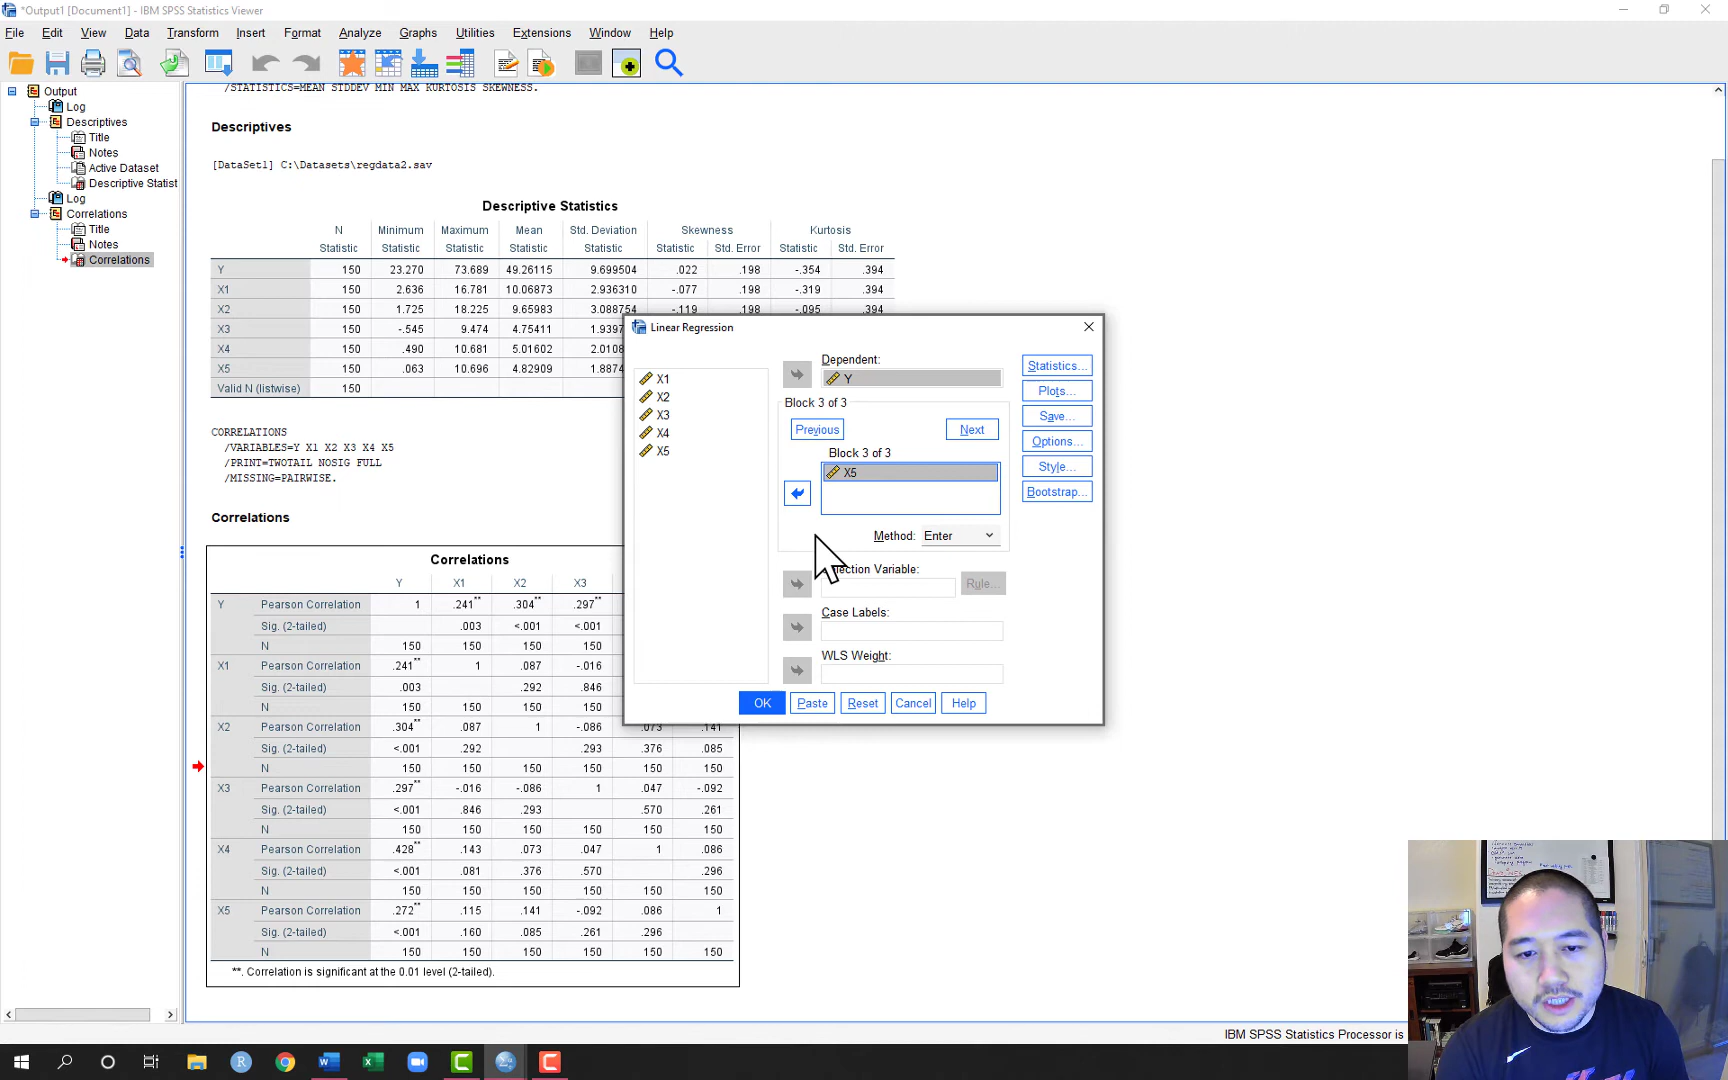 *Output1 [Document1] - IBM SPSS Statistics Viewer
File Edit View Data Transform Insert Format Analyze Graphs Utilities Extensions Window Help
Output
Log
Descriptives
Title
Notes
Active Dataset
Descriptive Statist
Log
Correlations
Title
Notes
Correlations
/STATISTICS=MEAN STDDEV MIN MAX KURTOSIS SKEWNESS.
Descriptives
[DataSet1] C:\Datasets\regdata2.sav
Descriptive Statistics
N Minimum Maximum Mean Std. Deviation Skewness Kurtosis
Statistic Statistic Statistic Statistic Statistic Statistic Std. Error Statistic Std. Error
Y 150 23.270 73.689 49.26115 9.699504 .022 .198 -.354 .394
X1 150 2.636 16.781 10.06873 2.936310 -.077 .198 -.319 .394
X2 150 1.725 18.225 9.65983 3.088754 -.119 .198 -.095 .394
X3 150 -.545 9.474 4.75411 1.9397
X4 150 .490 10.681 5.01602 2.0108
X5 150 .063 10.696 4.82909 1.8874
Valid N (listwise) 150
CORRELATIONS
/VARIABLES=Y X1 X2 X3 X4 X5
/PRINT=TWOTAIL NOSIG FULL
/MISSING=PAIRWISE.
Correlations
Correlations
Y X1 X2 X3
Y Pearson Correlation 1 .241** .304** .297**
Sig. (2-tailed) .003 <.001 <.001
N 150 150 150 150
X1 Pearson Correlation .241** 1 .087 -.016
Sig. (2-tailed) .003 .292 .846
N 150 150 150 150
X2 Pearson Correlation .304** .087 1 -.086 .073 .141
Sig. (2-tailed) <.001 .292 .293 .376 .085
N 150 150 150 150 150 150
X3 Pearson Correlation .297** -.016 -.086 1 .047 -.092
Sig. (2-tailed) <.001 .846 .293 .570 .261
N 150 150 150 150 150 150
X4 Pearson Correlation .428** .143 .073 .047 1 .086
Sig. (2-tailed) <.001 .081 .376 .570 .296
N 150 150 150 150 150 150
X5 Pearson Correlation .272** .115 .141 -.092 .086 1
Sig. (2-tailed) <.001 .160 .085 .261 .296
N 150 150 150 150 150 150
**. Correlation is significant at the 0.01 level (2-tailed).
Linear Regression
X1
X2
X3
X4
X5
Dependent:
Y
Block 3 of 3
Previous Next
Block 3 of 3
X5
Method: Enter
Variable:
Rule...
Case Labels:
WLS Weight:
Statistics...
Plots...
Save...
Options...
Style...
Bootstrap...
OK Paste Reset Cancel Help
IBM SPSS Statistics Processor is